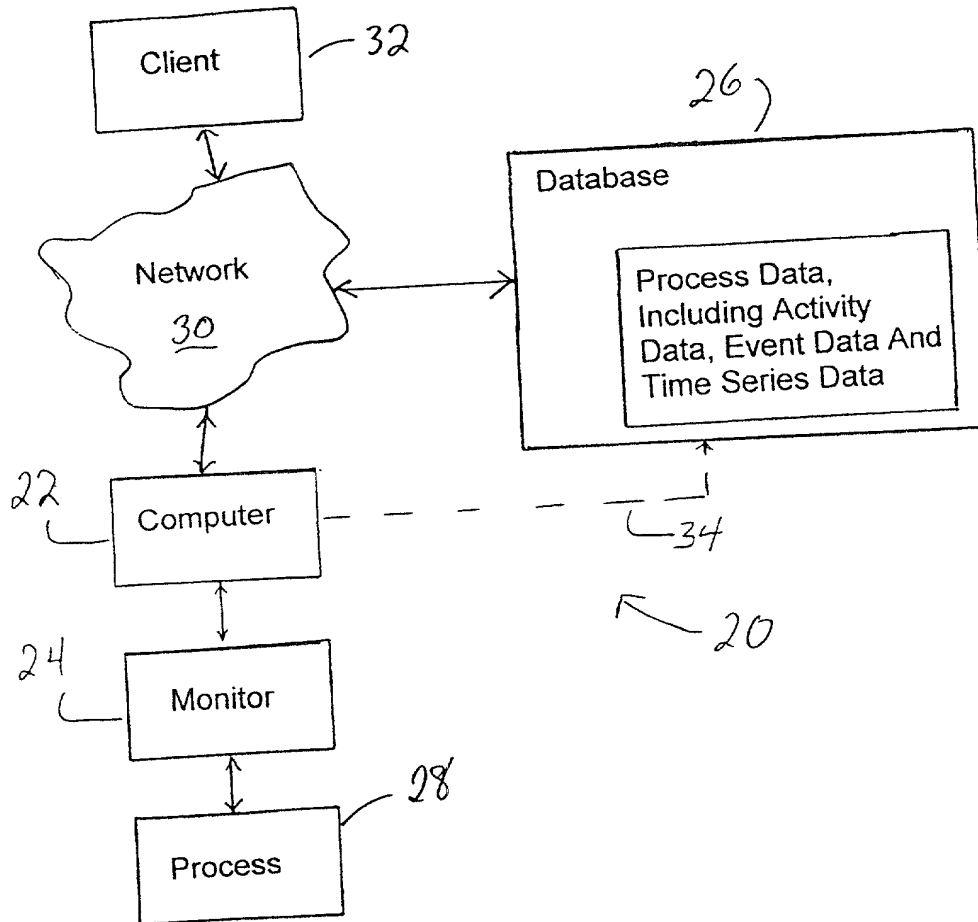 Client
32
26
Database
Process Data,
Including Activity
Data, Event Data And
Time Series Data
Network
30
22
Computer
34
20
24
Monitor
28
Process